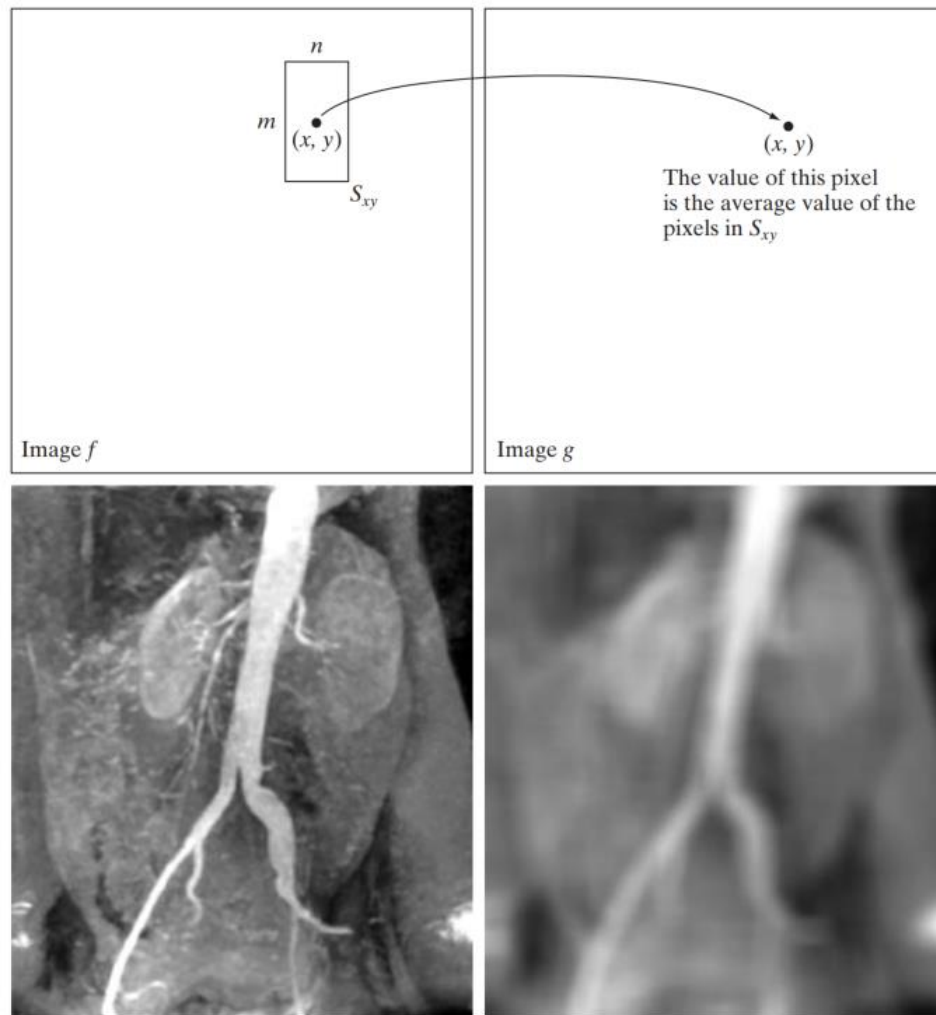 n
m
(x, y)
S_xy
Image f
(x, y)
The value of this pixel
is the average value of the
pixels in S_xy
Image g